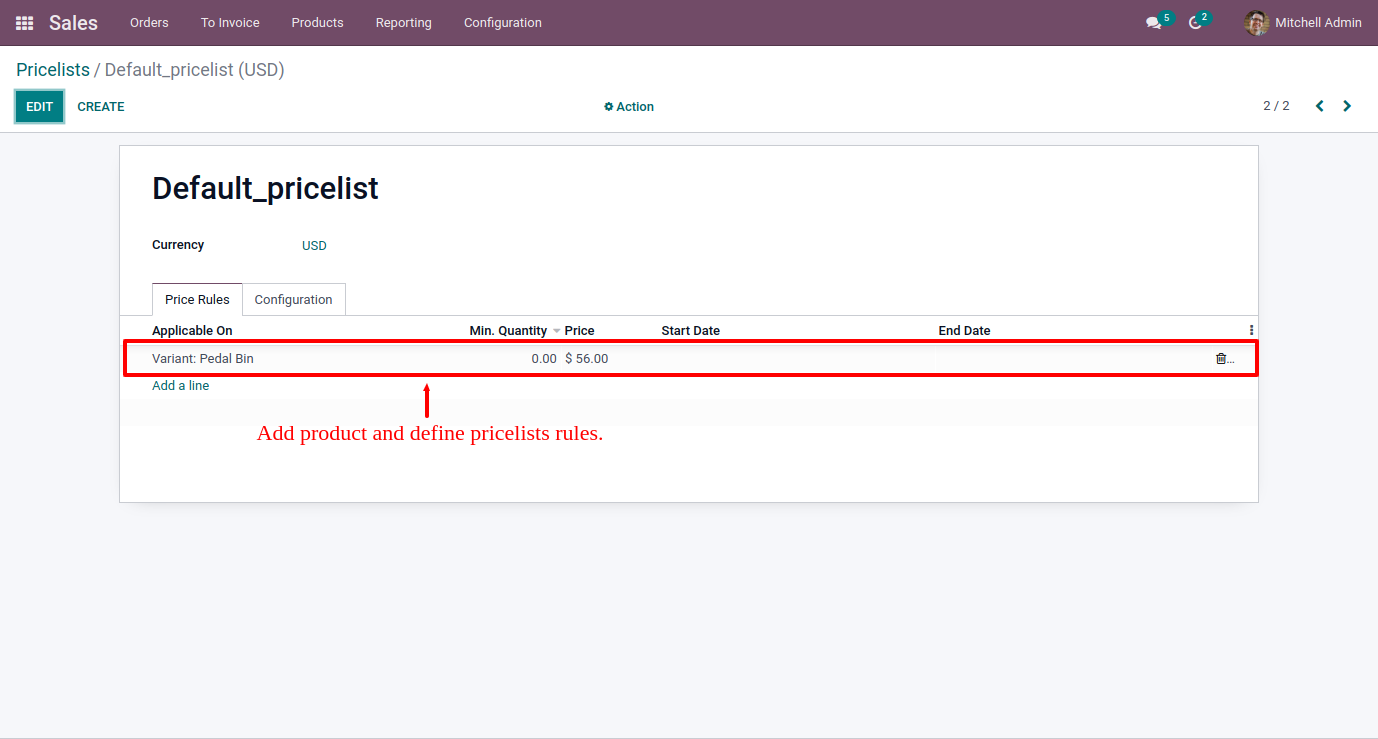 Sales Orders To Invoice Products Reporting Configuration 5 2 Mitchell Admin
Pricelists / Default_pricelist (USD)
EDIT CREATE Action 2 / 2
Default_pricelist
Currency USD
Price Rules Configuration
Applicable On Min. Quantity Price Start Date End Date
Variant: Pedal Bin 0.00 $ 56.00 ...
Add a line
Add product and define pricelists rules.